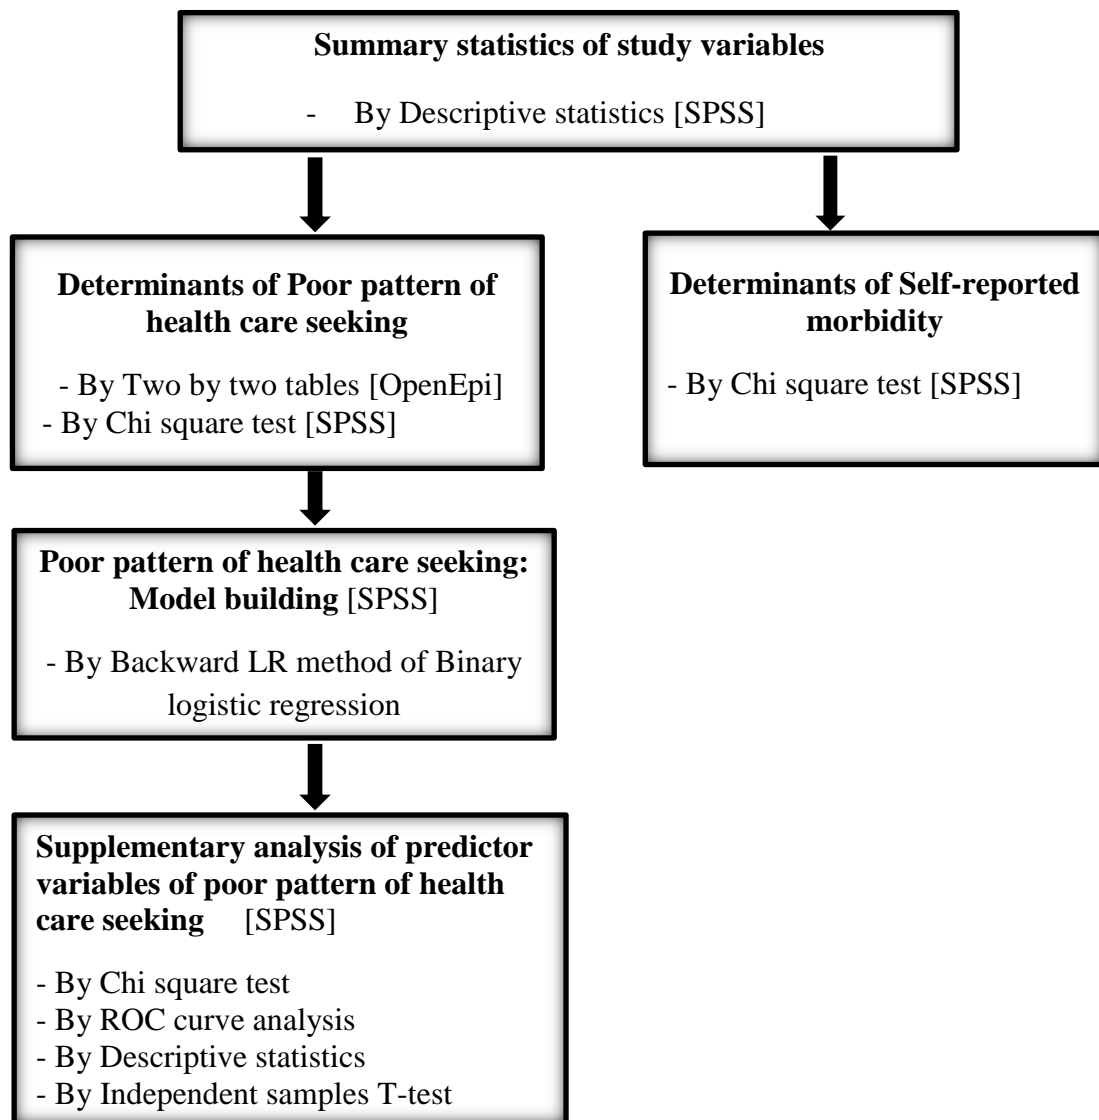 Summary statistics of study variables
- By Descriptive statistics [SPSS]
Determinants of Poor pattern of
health care seeking
- By Two by two tables [OpenEpi]
- By Chi square test [SPSS]
Determinants of Self-reported
morbidity
- By Chi square test [SPSS]
Poor pattern of health care seeking:
Model building [SPSS]
- By Backward LR method of Binary
logistic regression
Supplementary analysis of predictor
variables of poor pattern of health
care seeking [SPSS]
- By Chi square test
- By ROC curve analysis
- By Descriptive statistics
- By Independent samples T-test